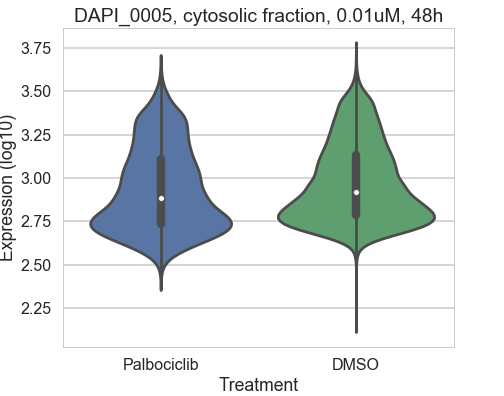 DAPI_0005, cytosolic fraction, 0.01uM, 48h
Expression (log10)
3.75
3.50
3.25
3.00
2.75
2.50
2.25
Palbociclib DMSO
Treatment